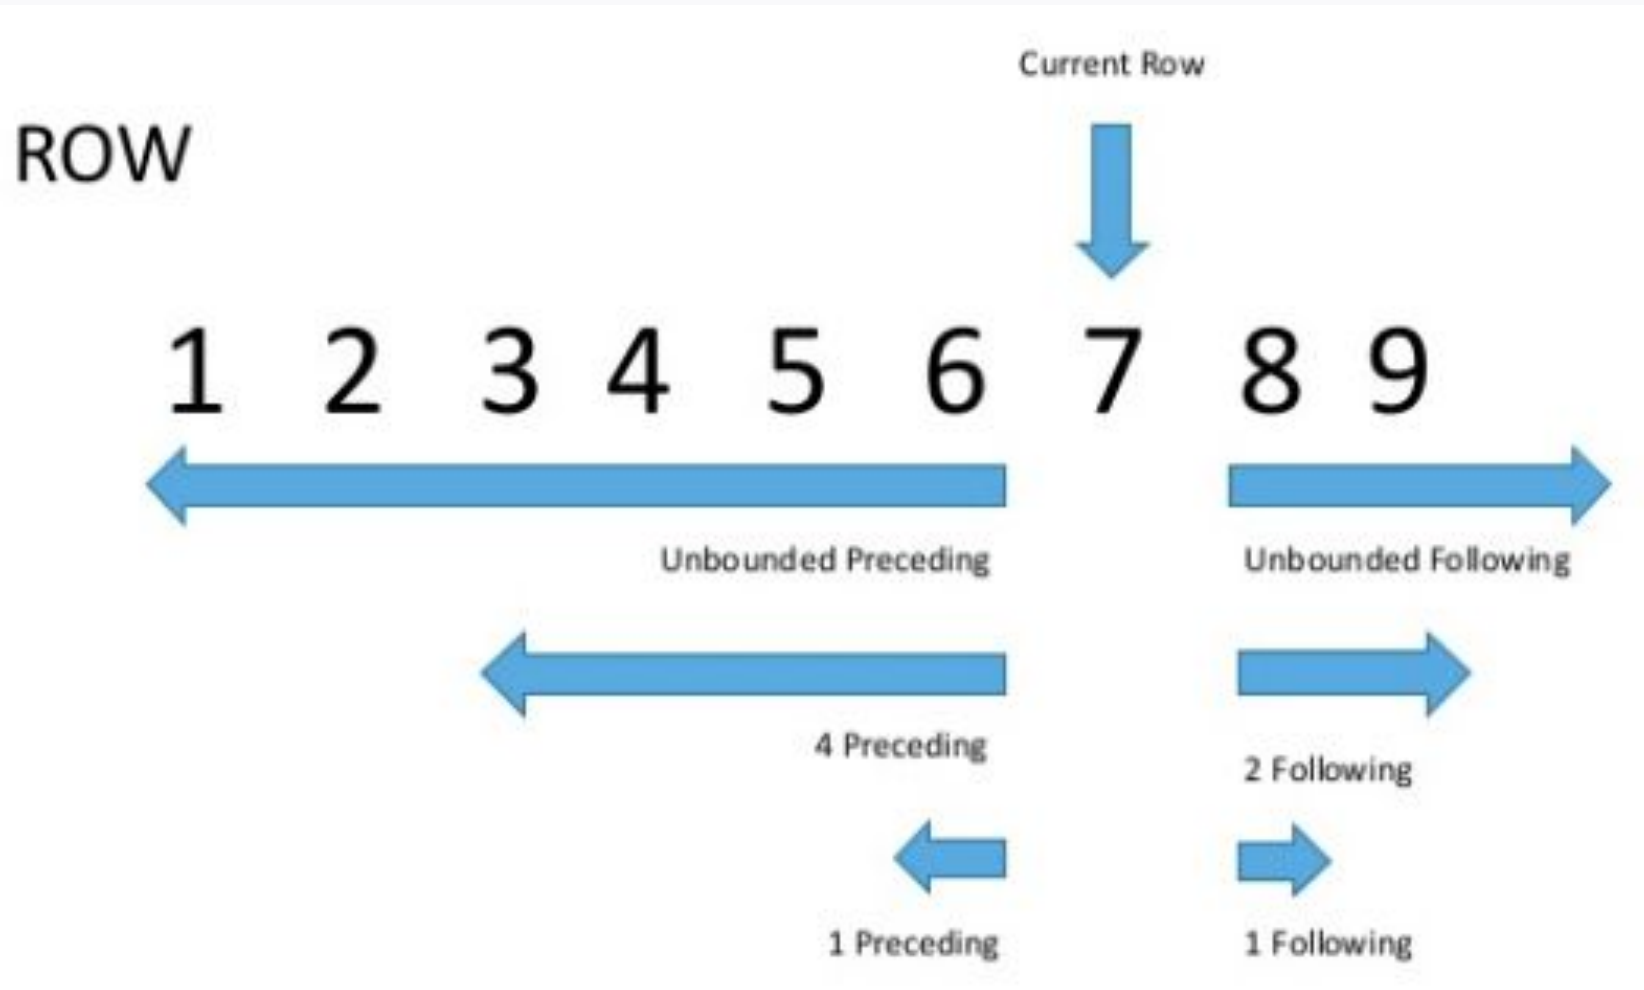 Current Row
ROW
1 2 3 4 5 6 7 8 9
Unbounded Preceding Unbounded Following
4 Preceding
2 Following
1 Preceding 1 Following